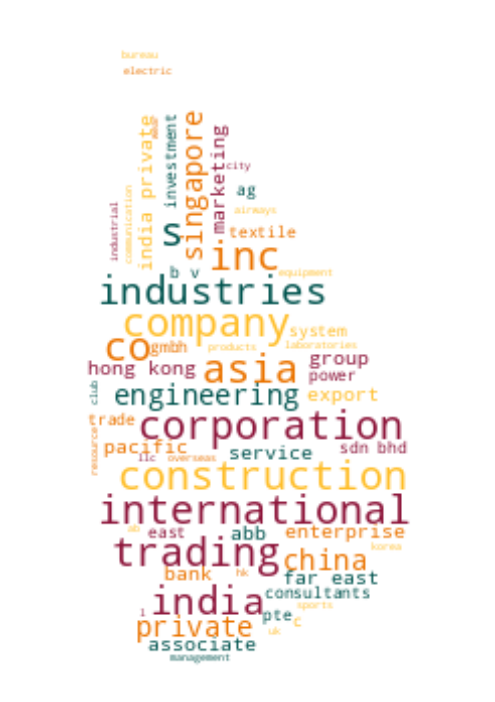 bureau
electric
india private
wear
investment
singapore
marketing
city
industrial
communication
ag
airways
s
textile
inc
b v
equipment
industries
company
system
co
gmbh
products
laboratories
hong kong
asia
group
power
club
engineering
export
trade
corporation
resource
pacific
llc
overseas
service
sdn bhd
construction
international
ab
east
abb
enterprise
trading
china
korea
bank
hk
far east
india
consultants
sports
l
private
pte
c
uk
associate
management